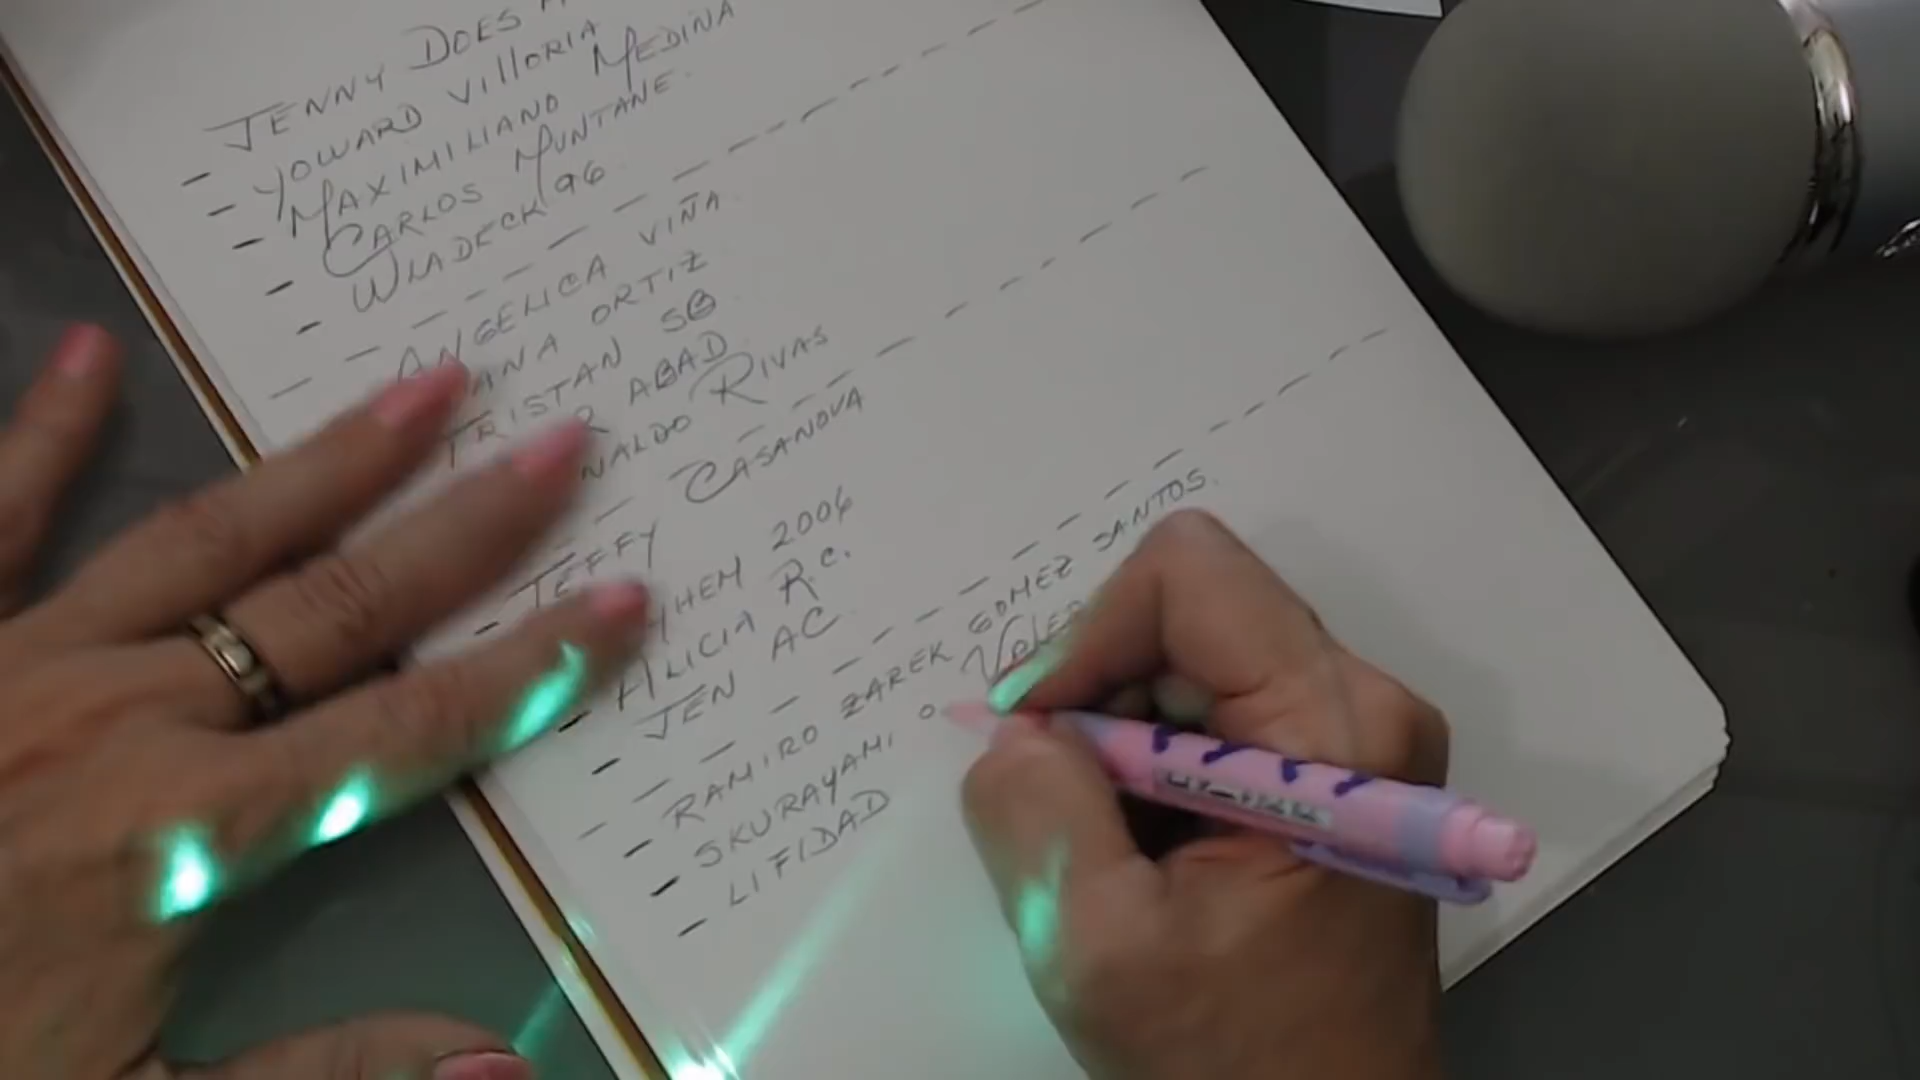 JENNY DOES
- YOWARD VILLORIA
- MAXIMILIANO MEDINA
- CARLOS MUNTANE.
- WLADECK 96.
- ANGELICA VIÑA.
ANA ORTIZ
TRISTAN SB.
ABAD
NALDO RIVAS
TEFFY CASANOVA
HEM 2006
- ALICIA R.C.
- JEN AC.
- RAMIRO ZAREK GOMEZ SANTOS.
- SKURAYAMI
- LIFIDAD